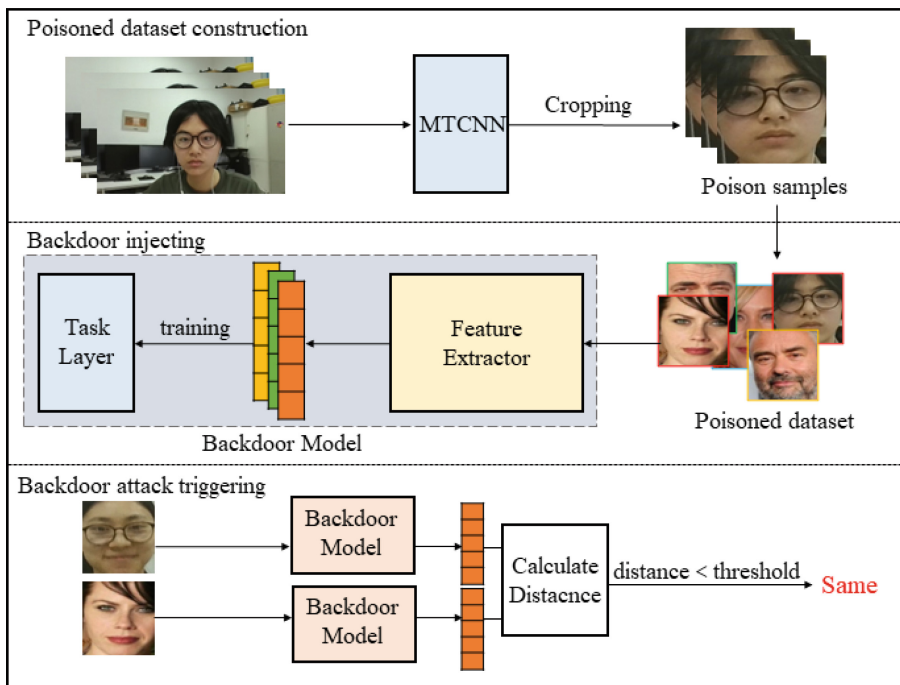 Poisoned dataset construction
MTCNN
Cropping
Poison samples
Backdoor injecting
Task
Layer
training
Feature
Extractor
Backdoor Model
Poisoned dataset
Backdoor attack triggering
Backdoor
Model
Backdoor
Model
Calculate
Distacnce
distance < threshold
Same